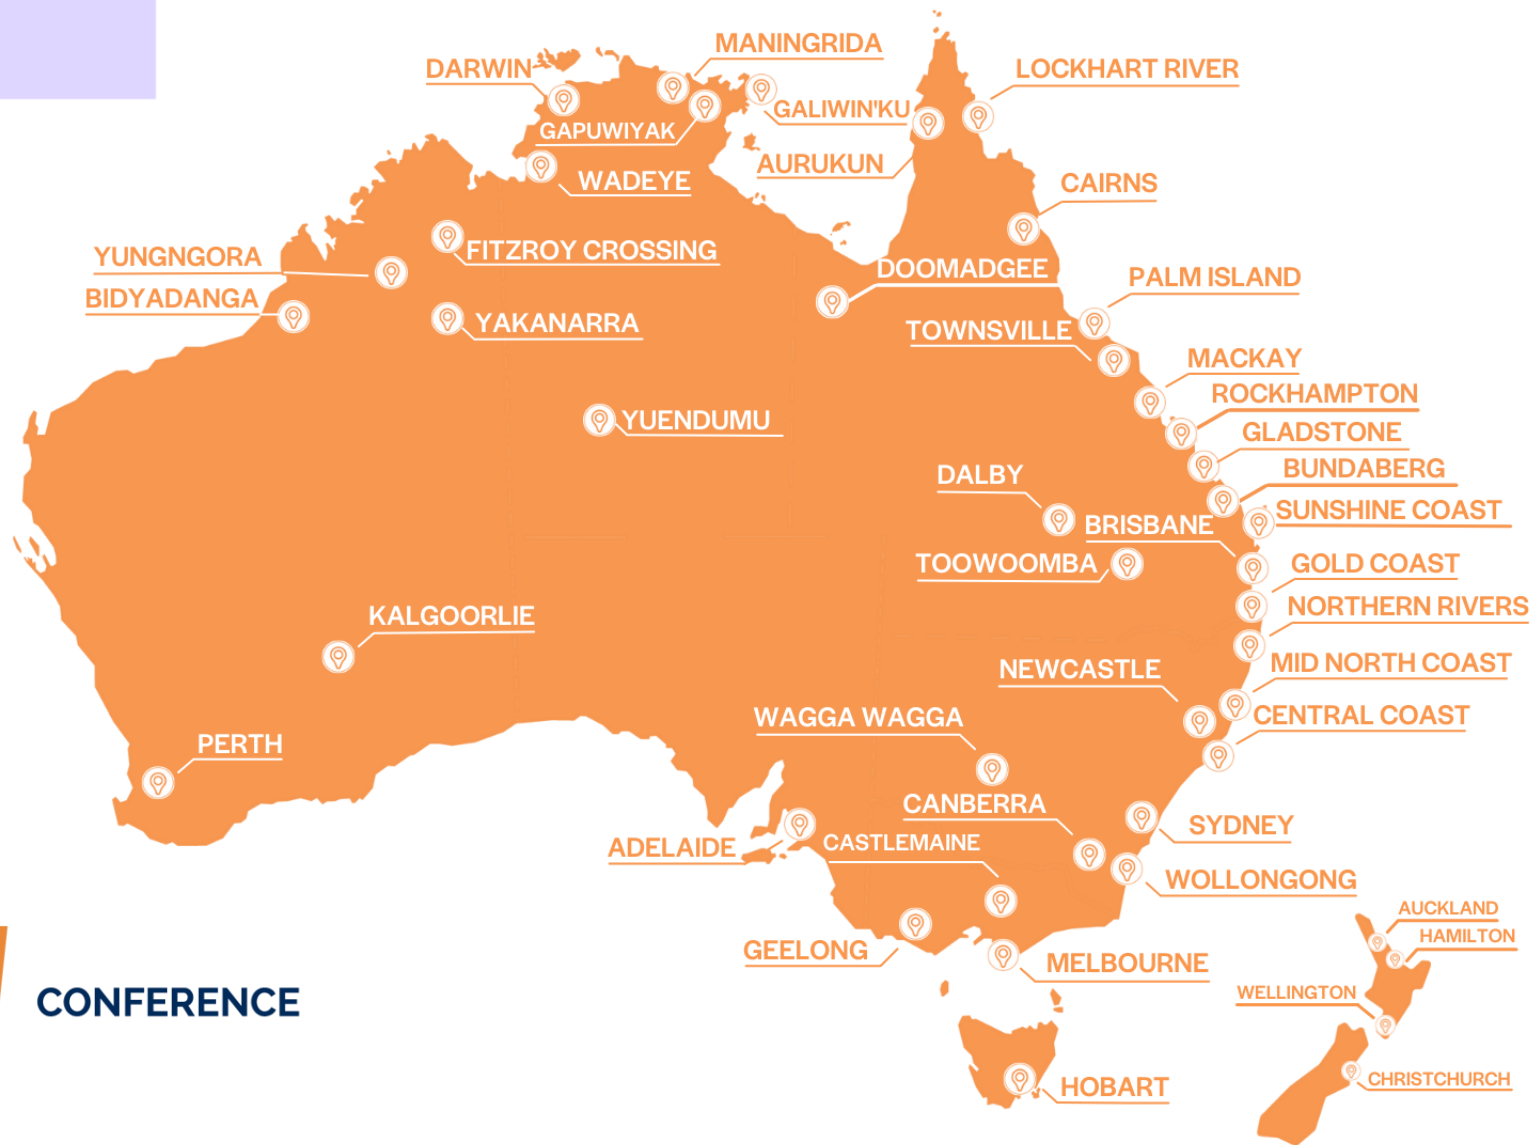 MANINGRIDA
DARWIN
LOCKHART RIVER
GALIWIN'KU
GAPUWIYAK
AURUKUN
WADEYE
CAIRNS
FITZROY CROSSING
YUNGNGORA
DOOMADGEE
PALM ISLAND
BIDYADANGA
YAKANARRA
TOWNSVILLE
MACKAY
ROCKHAMPTON
YUENDUMU
GLADSTONE
BUNDABERG
DALBY
SUNSHINE COAST
BRISBANE
TOOWOOMBA
GOLD COAST
NORTHERN RIVERS
KALGOORLIE
MID NORTH COAST
NEWCASTLE
CENTRAL COAST
WAGGA WAGGA
PERTH
CANBERRA
SYDNEY
CASTLEMAINE
ADELAIDE
WOLLONGONG
AUCKLAND
HAMILTON
GEELONG
MELBOURNE
WELLINGTON
CONFERENCE
CHRISTCHURCH
HOBART